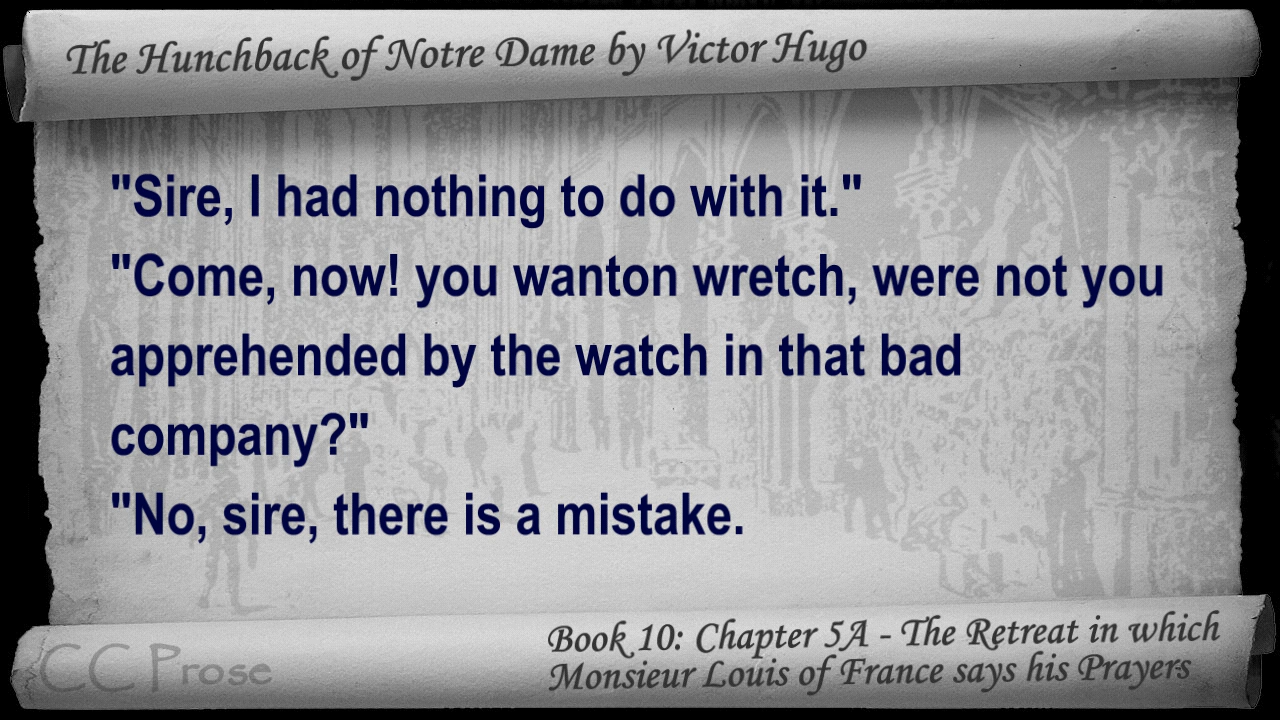 The Hunchback of Notre Dame by Victor Hugo
"Sire, I had nothing to do with it."
"Come, now! you wanton wretch, were not you
apprehended by the watch in that bad
company?"
"No, sire, there is a mistake.
Book 10: Chapter 5A - The Retreat in which
Monsieur Louis of France says his Prayers
CC Prose